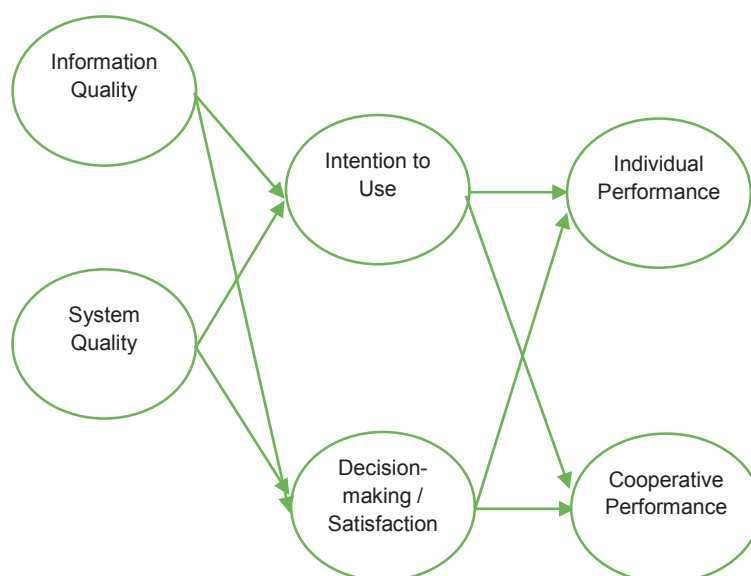 Information
Quality
Intention to
Use
Individual
Performance
System
Quality
Decision-
making /
Satisfaction
Cooperative
Performance